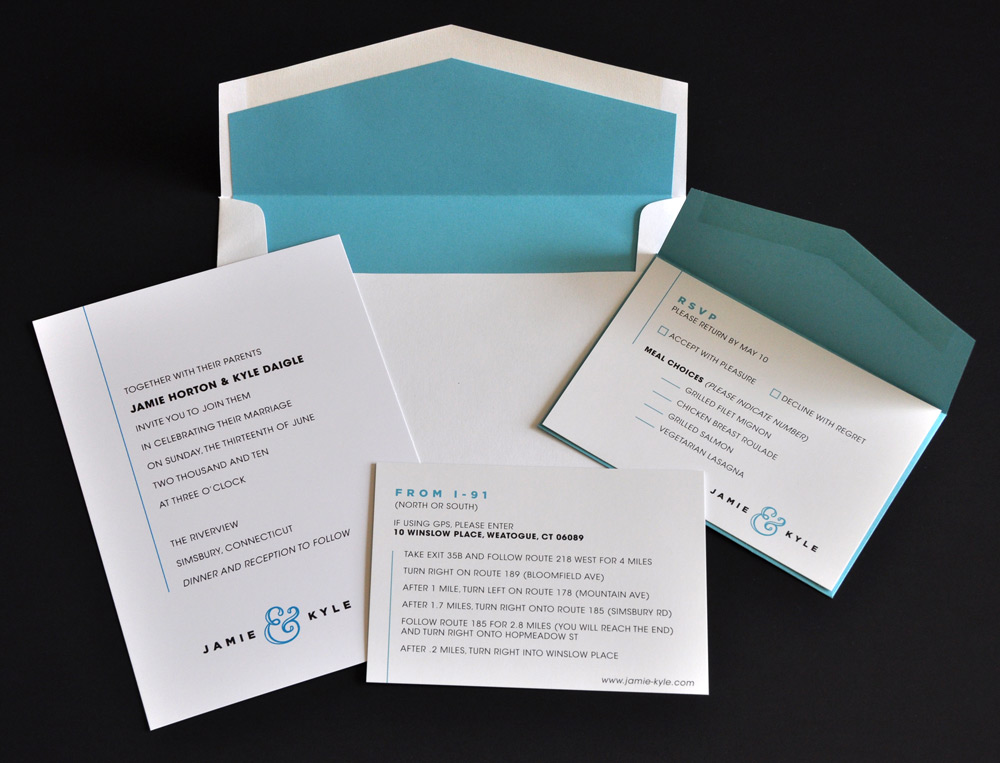 TOGETHER WITH THEIR PARENTS
JAMIE HORTON & KYLE DAIGLE
INVITE YOU TO JOIN THEM
IN CELEBRATING THEIR MARRIAGE
ON SUNDAY, THE THIRTEENTH OF JUNE
TWO THOUSAND AND TEN
AT THREE O'CLOCK
THE RIVERVIEW
SIMSBURY, CONNECTICUT
DINNER AND RECEPTION TO FOLLOW
JAMIE & KYLE
FROM I-91
(NORTH OR SOUTH)
IF USING GPS, PLEASE ENTER
10 WINSLOW PLACE, WEATOGUE, CT 06089
TAKE EXIT 35B AND FOLLOW ROUTE 218 WEST FOR 4 MILES
TURN RIGHT ON ROUTE 189 (BLOOMFIELD AVE)
AFTER 1 MILE, TURN LEFT ON ROUTE 178 (MOUNTAIN AVE)
AFTER 1.7 MILES, TURN RIGHT ONTO ROUTE 185 (SIMSBURY RD)
FOLLOW ROUTE 185 FOR 2.8 MILES (YOU WILL REACH THE END)
AND TURN RIGHT ONTO HOPMEADOW ST
AFTER .2 MILES, TURN RIGHT INTO WINSLOW PLACE
www.jamie-kyle.com
RSVP
PLEASE RETURN BY MAY 10
ACCEPT WITH PLEASURE
DECLINE WITH REGRET
MEAL CHOICES (PLEASE INDICATE NUMBER)
GRILLED FILET MIGNON
CHICKEN BREAST ROULADE
GRILLED SALMON
VEGETARIAN LASAGNA
JAMIE & KYLE